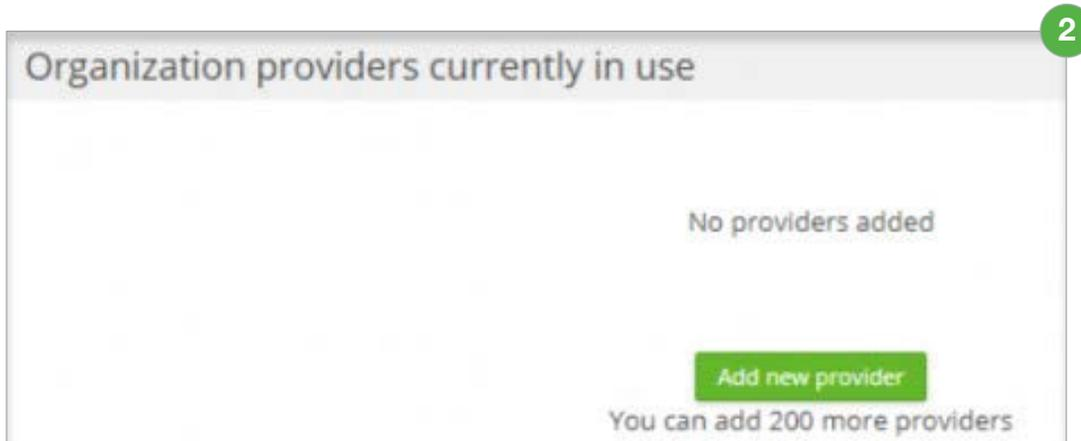 2
Organization providers currently in use
No providers added
Add new provider
You can add 200 more providers